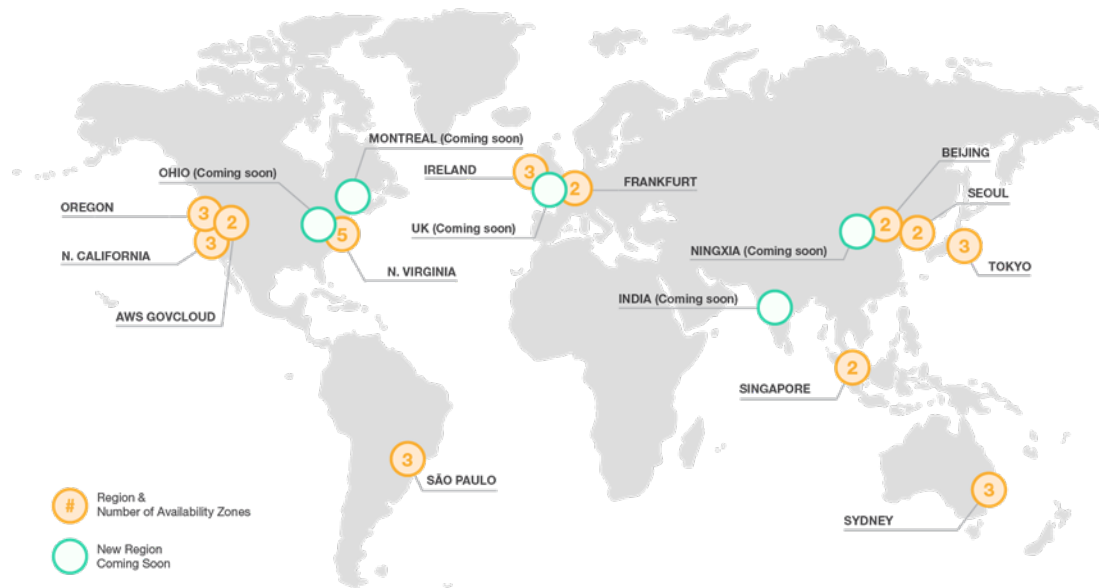 MONTREAL (Coming soon)
BEIJING
OHIO (Coming soon)
IRELAND
3
FRANKFURT
2
SEOUL
OREGON
3
2
UK (Coming soon)
2
2
N. CALIFORNIA
3
5
N. VIRGINIA
NINGXIA (Coming soon)
3
TOKYO
INDIA (Coming soon)
AWS GOVCLOUD
2
SINGAPORE
3
SÃO PAULO
3
SYDNEY
#
Region &
Number of Availability Zones
New Region
Coming Soon